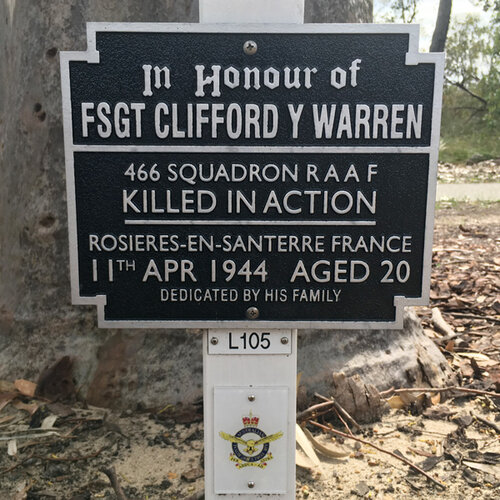 In Honour of
FSGT CLIFFORD Y WARREN
466 SQUADRON R A A F
KILLED IN ACTION
ROSIERES-EN-SANTERRE FRANCE
11TH APR 1944 AGED 20
DEDICATED BY HIS FAMILY
L105